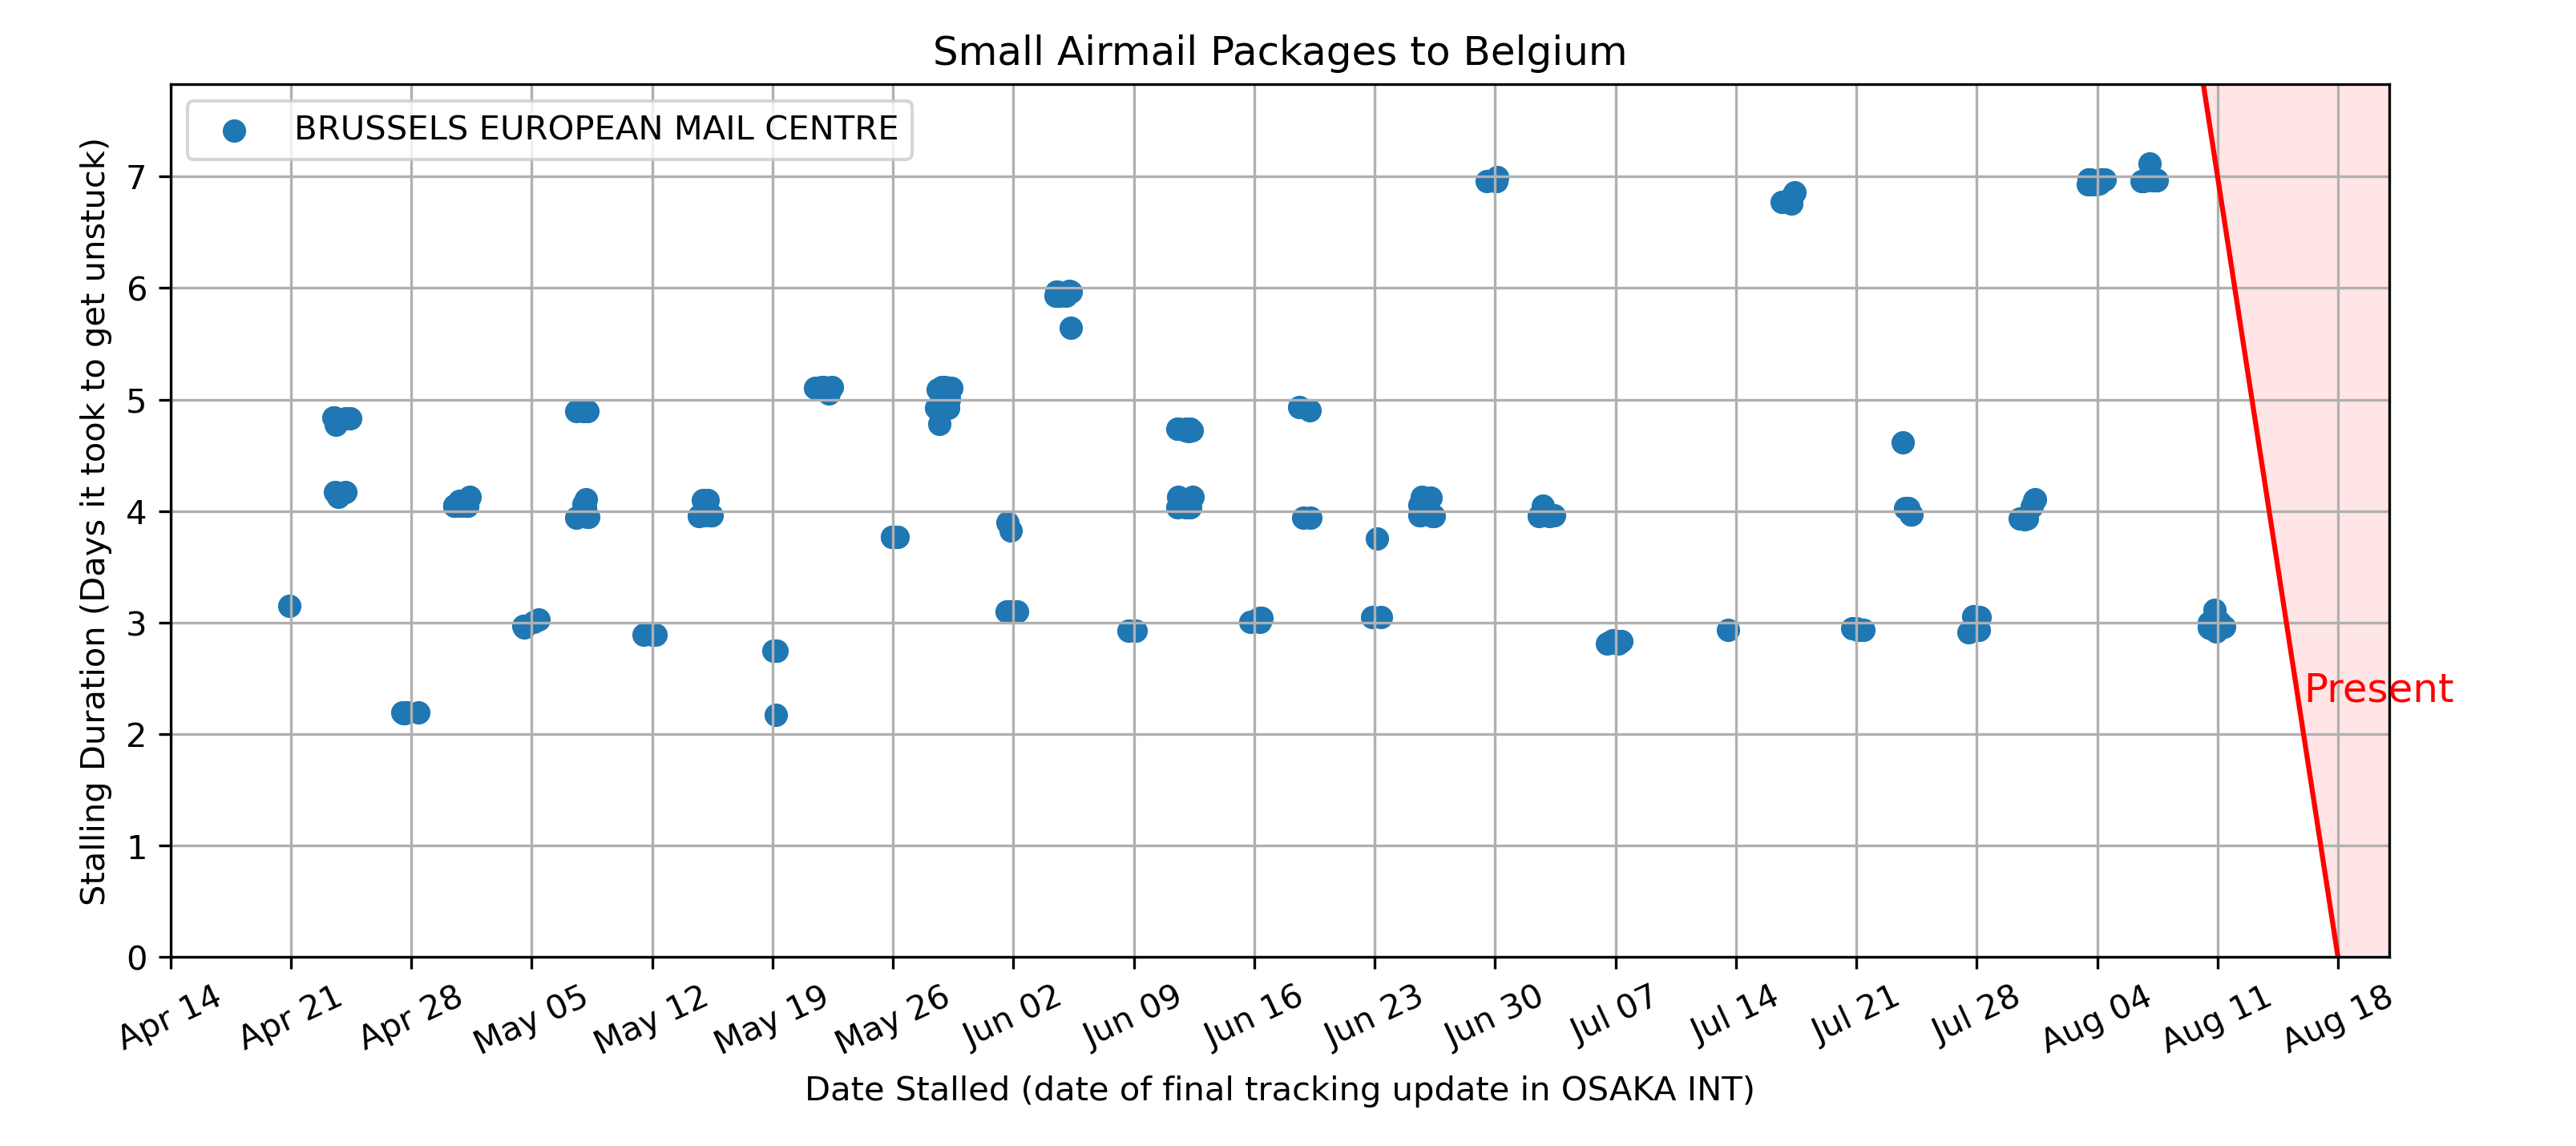 Small Airmail Packages to Belgium
BRUSSELS EUROPEAN MAIL CENTRE
Stalling Duration (Days it took to get unstuck)
7
6
5
4
3
2
1
0
Present
Apr 14
Apr 21
Apr 28
May 05
May 12
May 19
May 26
Jun 02
Jun 09
Jun 16
Jun 23
Jun 30
Jul 07
Jul 14
Jul 21
Jul 28
Aug 04
Aug 11
Aug 18
Date Stalled (date of final tracking update in OSAKA INT)